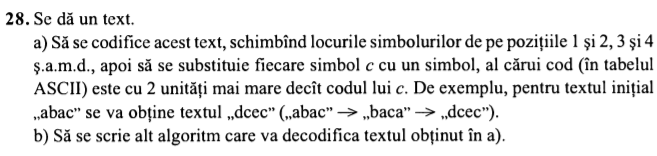 28. Se dă un text.
a) Să se codifice acest text, schimbînd locurile simbolurilor de pe pozițiile 1 și 2, 3 și 4
ș.a.m.d., apoi să se substituie fiecare simbol c cu un simbol, al cărui cod (în tabelul
ASCII) este cu 2 unități mai mare decît codul lui c. De exemplu, pentru textul inițial
„abac” se va obține textul „dcec” („abac” → „baca” → „dcec”).
b) Să se scrie alt algoritm care va decodifica textul obținut în a).